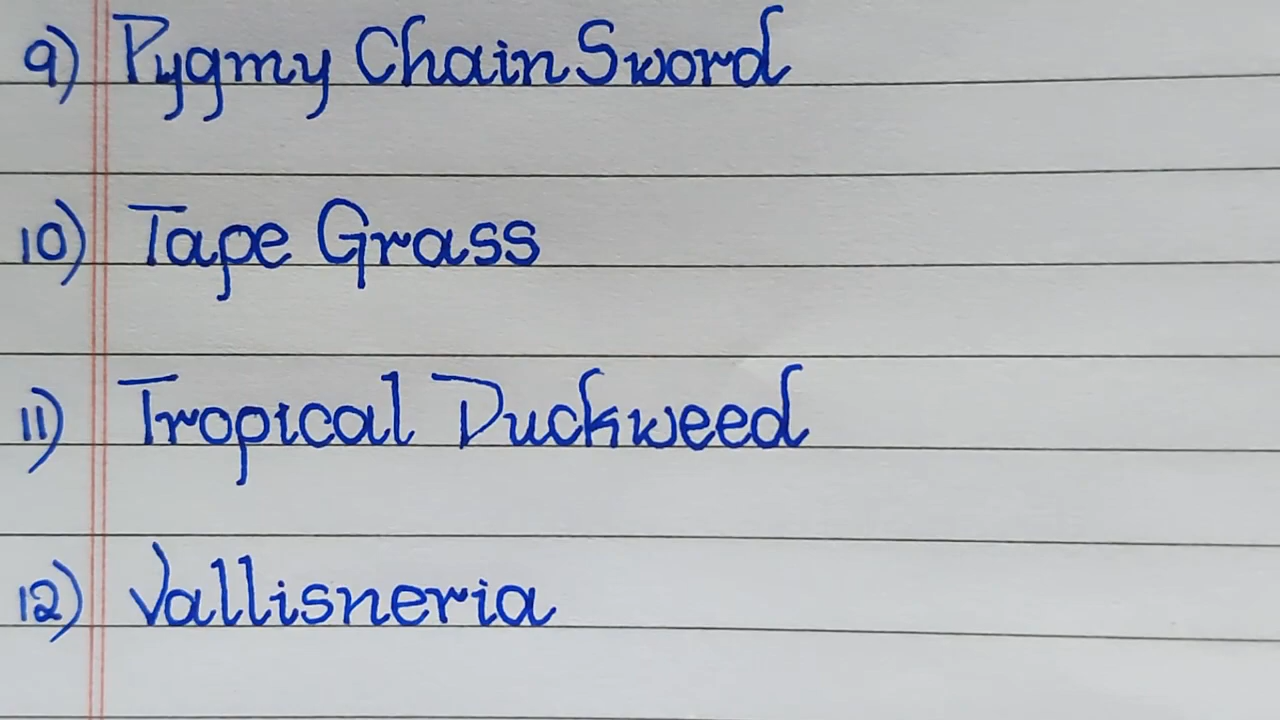 9) Pygmy Chain Sword
10) Tape Grass
11) Tropical Duckweed
12) Vallisneria